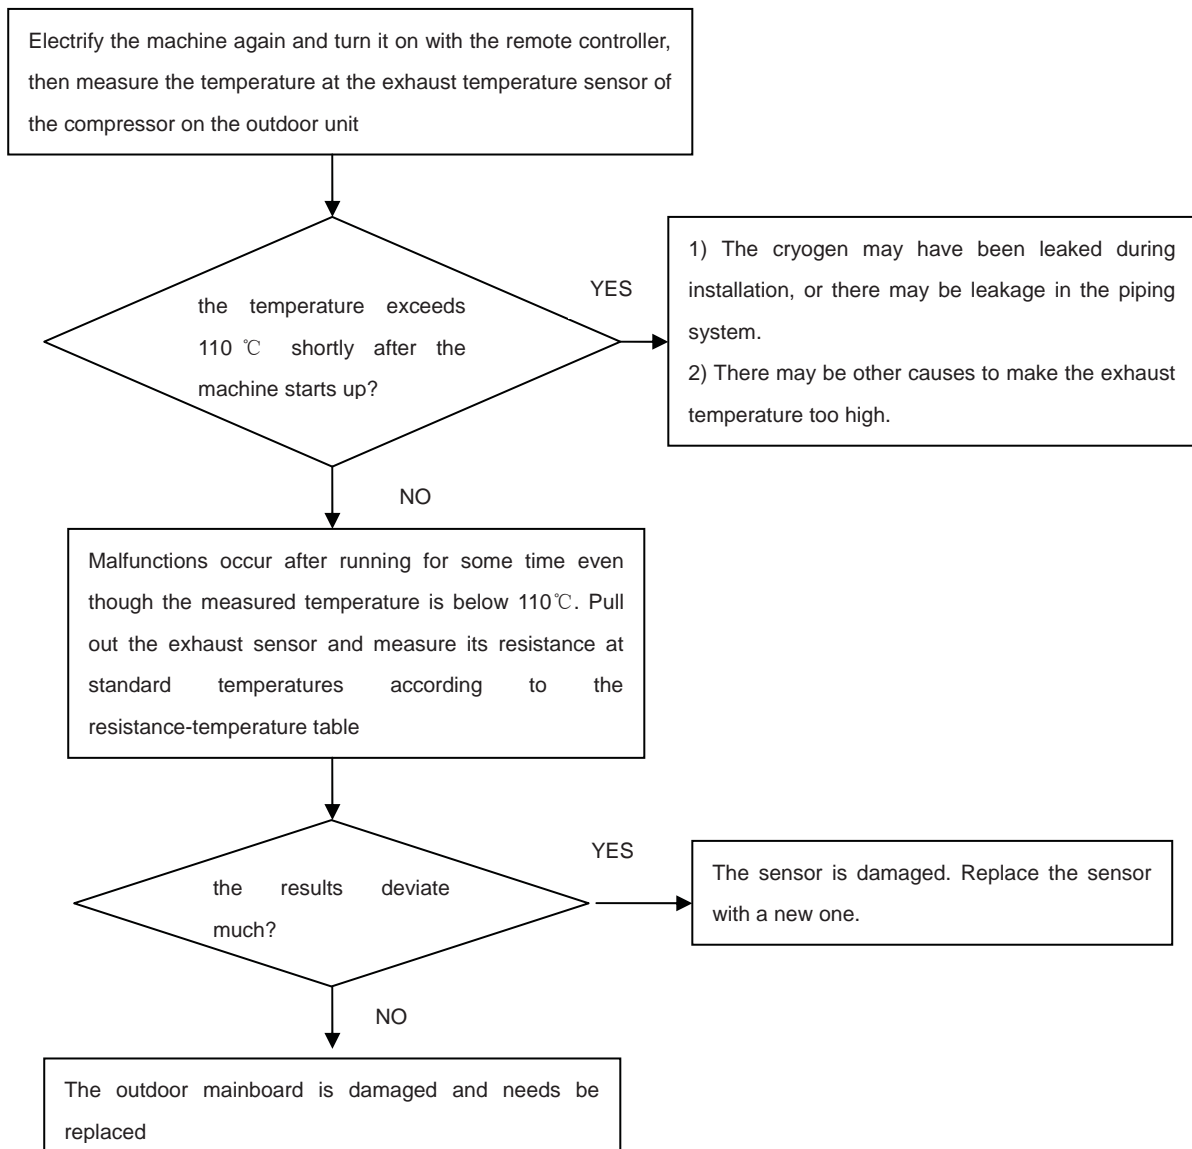 Electrify the machine again and turn it on with the remote controller,
then measure the temperature at the exhaust temperature sensor of
the compressor on the outdoor unit
the temperature exceeds
110 ℃ shortly after the
machine starts up?
YES
1) The cryogen may have been leaked during
installation, or there may be leakage in the piping
system.
2) There may be other causes to make the exhaust
temperature too high.
NO
Malfunctions occur after running for some time even
though the measured temperature is below 110℃. Pull
out the exhaust sensor and measure its resistance at
standard temperatures according to the
resistance-temperature table
the results deviate
much?
YES
The sensor is damaged. Replace the sensor
with a new one.
NO
The outdoor mainboard is damaged and needs be
replaced